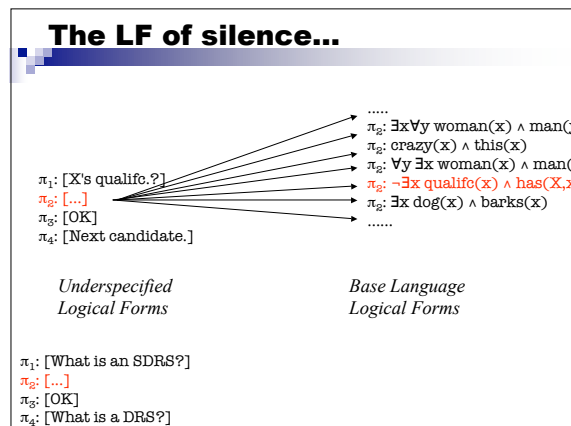 The LF of silence...
.....
π₂: ∃x∀y woman(x) ∧ man(y
π₂: crazy(x) ∧ this(x)
π₂: ∀y ∃x woman(x) ∧ man(
π₂: ¬∃x qualifc(x) ∧ has(X,x
π₂: ∃x dog(x) ∧ barks(x)
......
π₁: [X's qualifc.?]
π₂: [...]
π₃: [OK]
π₄: [Next candidate.]
Underspecified
Logical Forms
Base Language
Logical Forms
π₁: [What is an SDRS?]
π₂: [...]
π₃: [OK]
π₄: [What is a DRS?]